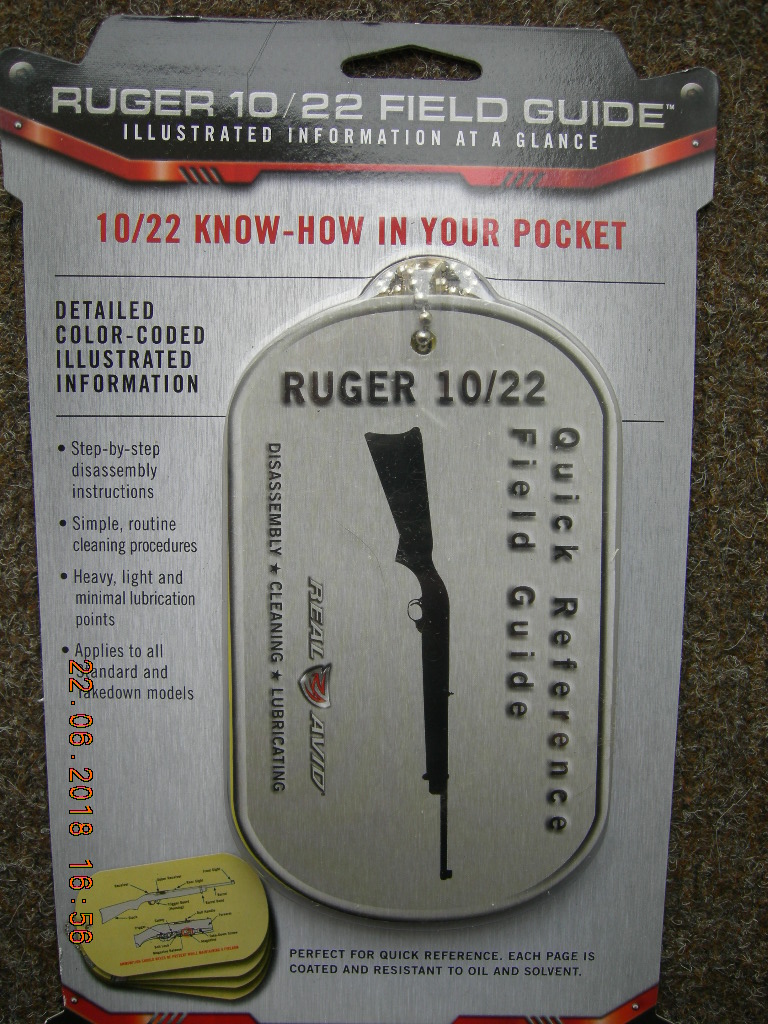 RUGER 10/22 FIELD GUIDE™
ILLUSTRATED INFORMATION AT A GLANCE
10/22 KNOW-HOW IN YOUR POCKET
DETAILED
COLOR-CODED
ILLUSTRATED
INFORMATION
• Step-by-step
disassembly
instructions
• Simple, routine
cleaning procedures
• Heavy, light and
minimal lubrication
points
• Applies to all
standard and
takedown models
RUGER 10/22
Quick Reference
Field Guide
REAL AVID
DISASSEMBLY ★ CLEANING ★ LUBRICATING
PERFECT FOR QUICK REFERENCE. EACH PAGE IS
COATED AND RESISTANT TO OIL AND SOLVENT.
22.06.2018 16:56